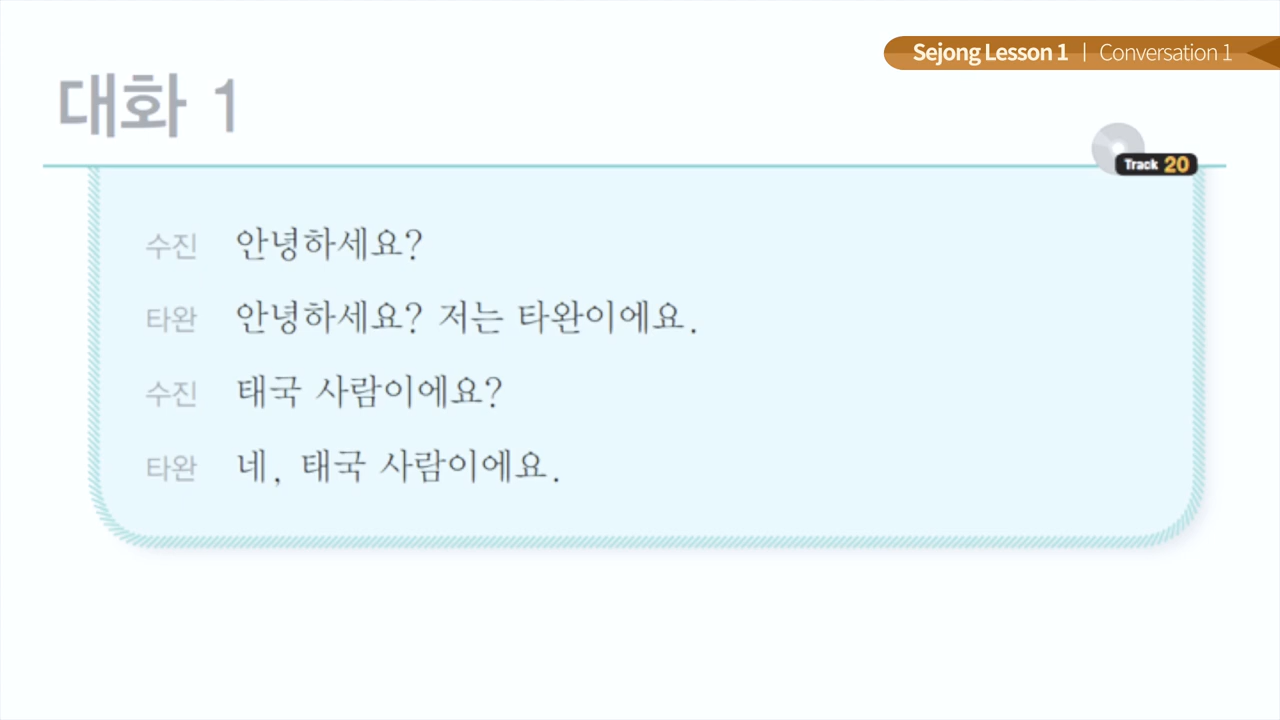 Sejong Lesson 1 | Conversation 1
대화 1
Track 20
수진 안녕하세요?
타완 안녕하세요? 저는 타완이에요.
수진 태국 사람이에요?
타완 네, 태국 사람이에요.